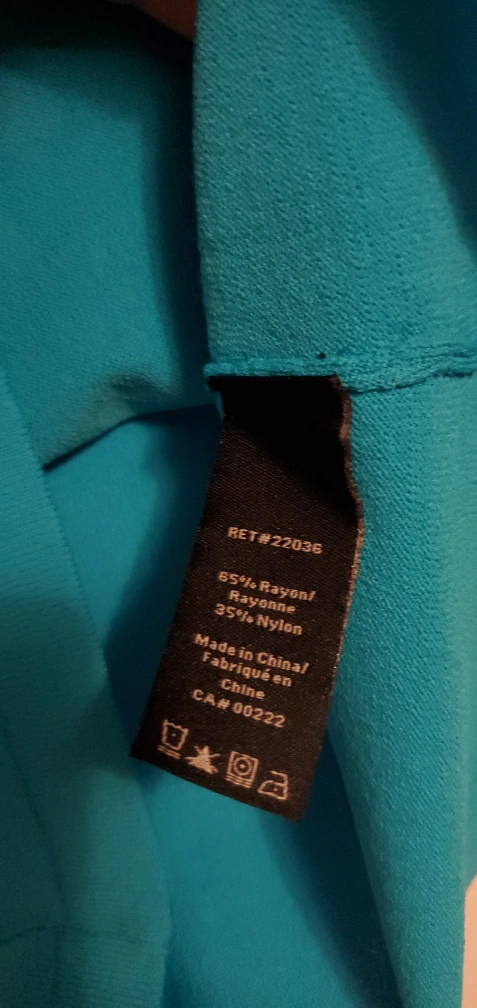 RET#22036
65% Rayon/
Rayonne
35% Nylon
Made in China/
Fabriqué en
Chine
CA# 00222